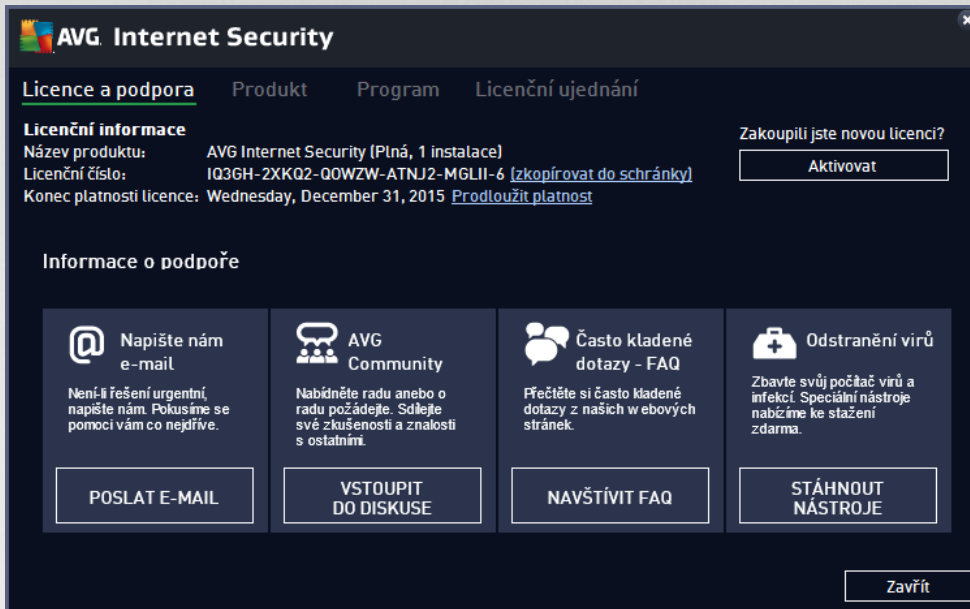 AVG. Internet Security
Licence a podpora Produkt Program Licenční ujednání
Licenční informace
Název produktu: AVG Internet Security (Plná, 1 instalace)
Licenční číslo: IQ3GH-2XKQ2-QOWZW-ATNJ2-MGLII-6 (zkopírovat do schránky)
Konec platnosti licence: Wednesday, December 31, 2015 Prodloužit platnost
Zakoupili jste novou licenci?
Aktivovat
Informace o podpoře
Napište nám
e-mail
Není-li řešení urgentní,
napište nám. Pokusíme se
pomoci vám co nejdříve.
POSLAT E-MAIL
AVG
Community
Nabídněte radu anebo o
radu požádejte. Sdílejte
své zkušenosti a znalosti
s ostatními.
VSTOUPIT
DO DISKUSE
Často kladené
dotazy - FAQ
Přečtěte si často kladené
dotazy z našich webových
stránek.
NAVŠTÍVIT FAQ
Odstranění virů
Zbavte svůj počítač virů a
infekcí. Speciální nástroje
nabízíme ke stažení
zdarma.
STÁHNOUT
NÁSTROJE
Zavřít